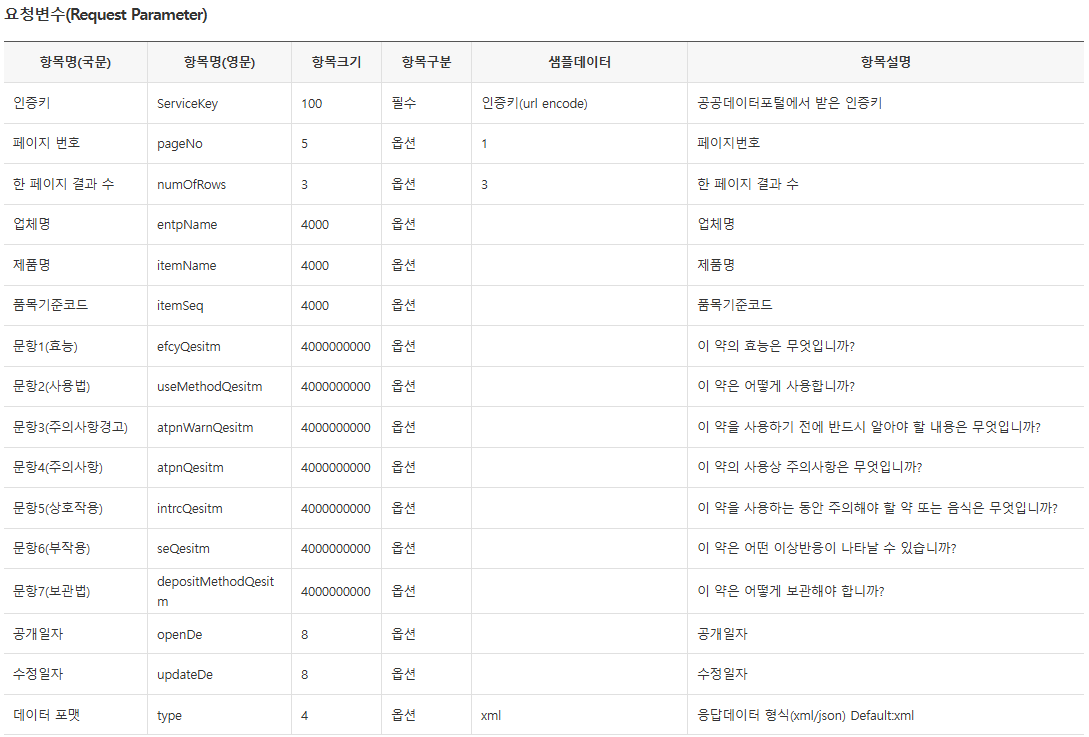 요청변수(Request Parameter)
항목명(국문) 항목명(영문) 항목크기 항목구분 샘플데이터 항목설명
인증키 ServiceKey 100 필수 인증키(url encode) 공공데이터포털에서 받은 인증키
페이지 번호 pageNo 5 옵션 1 페이지번호
한 페이지 결과 수 numOfRows 3 옵션 3 한 페이지 결과 수
업체명 entpName 4000 옵션 업체명
제품명 itemName 4000 옵션 제품명
품목기준코드 itemSeq 4000 옵션 품목기준코드
문항1(효능) efcyQesitm 4000000000 옵션 이 약의 효능은 무엇입니까?
문항2(사용법) useMethodQesitm 4000000000 옵션 이 약은 어떻게 사용합니까?
문항3(주의사항경고) atpnWarnQesitm 4000000000 옵션 이 약을 사용하기 전에 반드시 알아야 할 내용은 무엇입니까?
문항4(주의사항) atpnQesitm 4000000000 옵션 이 약의 사용상 주의사항은 무엇입니까?
문항5(상호작용) intrcQesitm 4000000000 옵션 이 약을 사용하는 동안 주의해야 할 약 또는 음식은 무엇입니까?
문항6(부작용) seQesitm 4000000000 옵션 이 약은 어떤 이상반응이 나타날 수 있습니까?
문항7(보관법) depositMethodQesit 4000000000 옵션 이 약은 어떻게 보관해야 합니까?
m
공개일자 openDe 8 옵션 공개일자
수정일자 updateDe 8 옵션 수정일자
데이터 포맷 type 4 옵션 xml 응답데이터 형식(xml/json) Default:xml